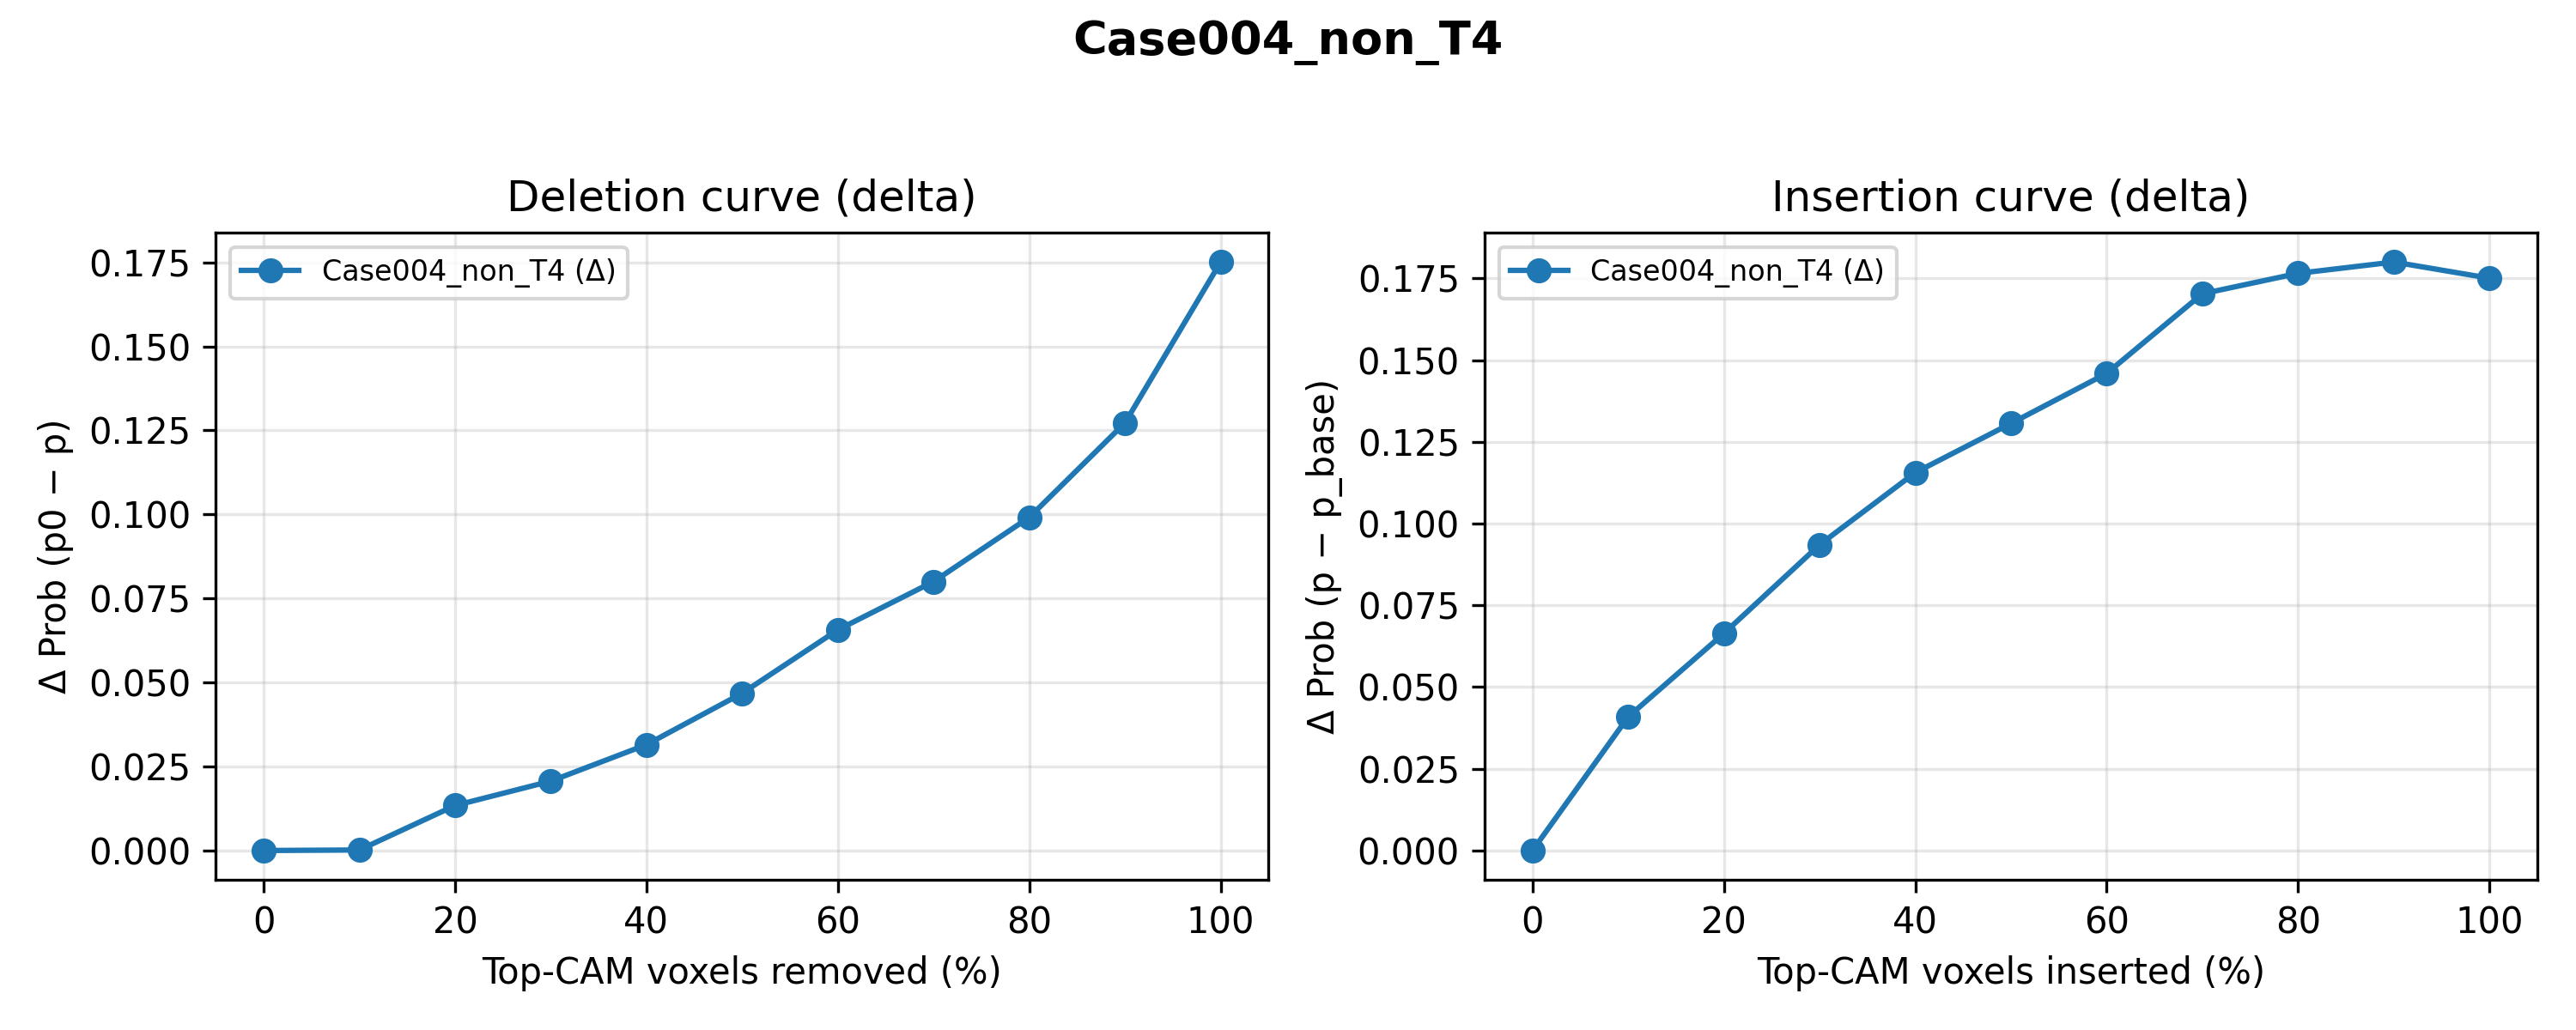 Case004_non_T4
Deletion curve (delta)
Case004_non_T4 (Δ)
0.175
0.150
0.125
0.100
0.075
0.050
0.025
0.000
Δ Prob (p0 − p)
0 20 40 60 80 100
Top-CAM voxels removed (%)
Insertion curve (delta)
Case004_non_T4 (Δ)
0.175
0.150
0.125
0.100
0.075
0.050
0.025
0.000
Δ Prob (p − p_base)
0 20 40 60 80 100
Top-CAM voxels inserted (%)